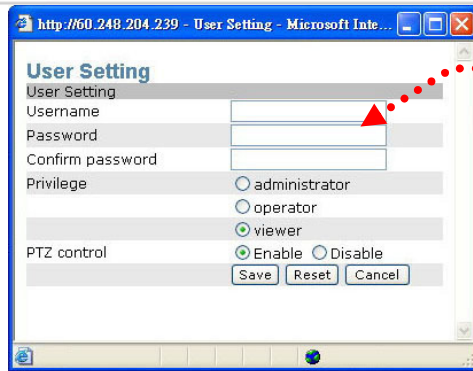 http://60.248.204.239 - User Setting - Microsoft Inte...
User Setting
User Setting
Username
Password
Confirm password
Privilege administrator
operator
viewer
PTZ control Enable Disable
Save Reset Cancel